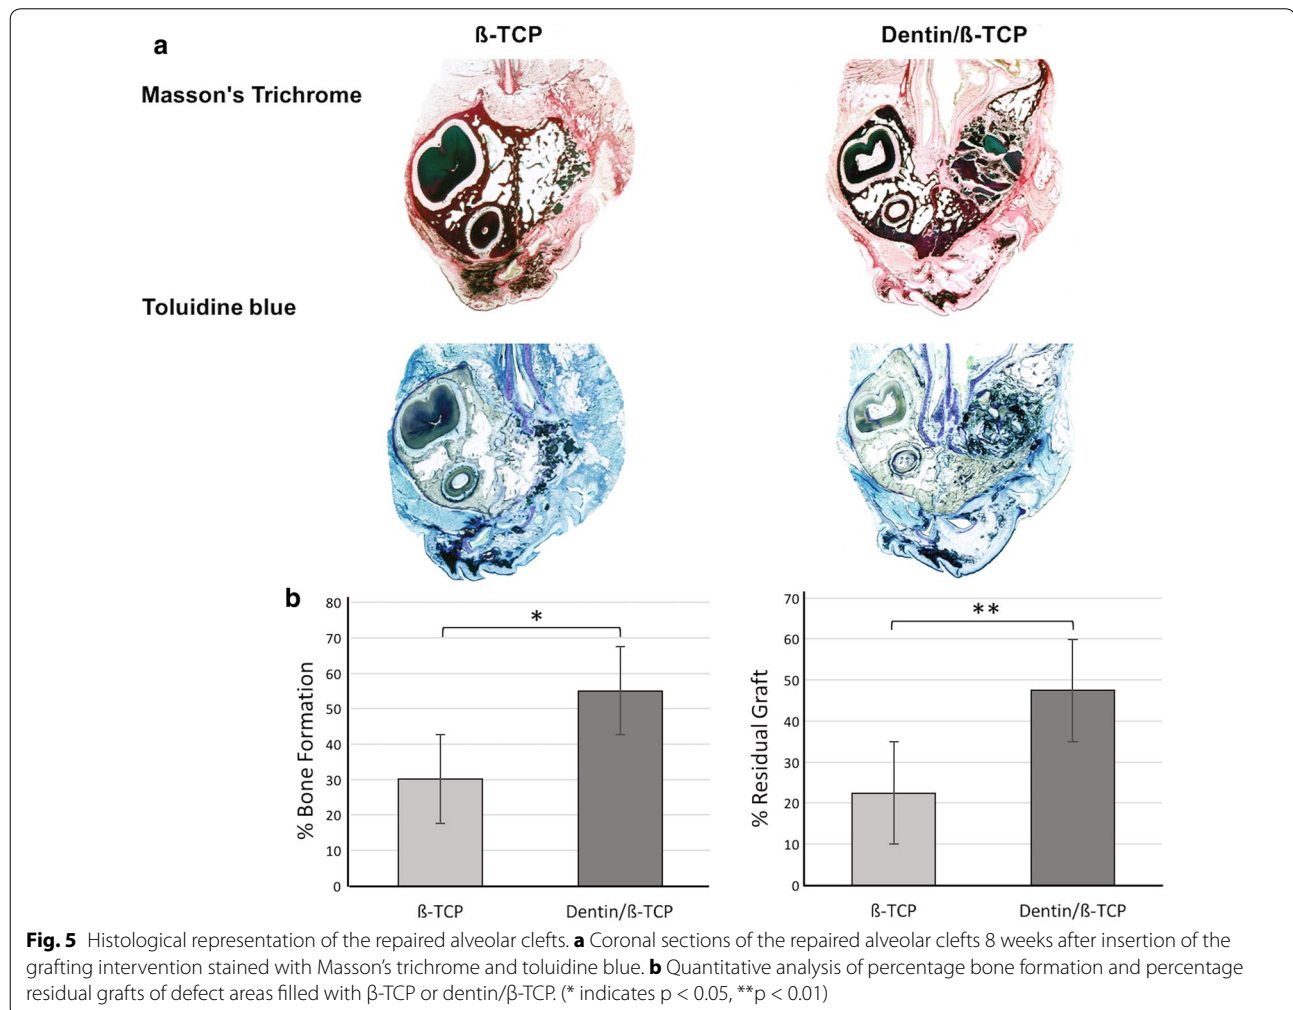 a
ß-TCP
Dentin/ß-TCP
Masson's Trichrome
Toluidine blue
b
% Bone Formation
80
70
60
50
40
30
20
10
0
*
ß-TCP
Dentin/ß-TCP
% Residual Graft
70
60
50
40
30
20
10
0
**
ß-TCP
Dentin/ß-TCP
Fig. 5 Histological representation of the repaired alveolar clefts. a Coronal sections of the repaired alveolar clefts 8 weeks after insertion of the
grafting intervention stained with Masson's trichrome and toluidine blue. b Quantitative analysis of percentage bone formation and percentage
residual grafts of defect areas filled with β-TCP or dentin/β-TCP. (* indicates p < 0.05, **p < 0.01)